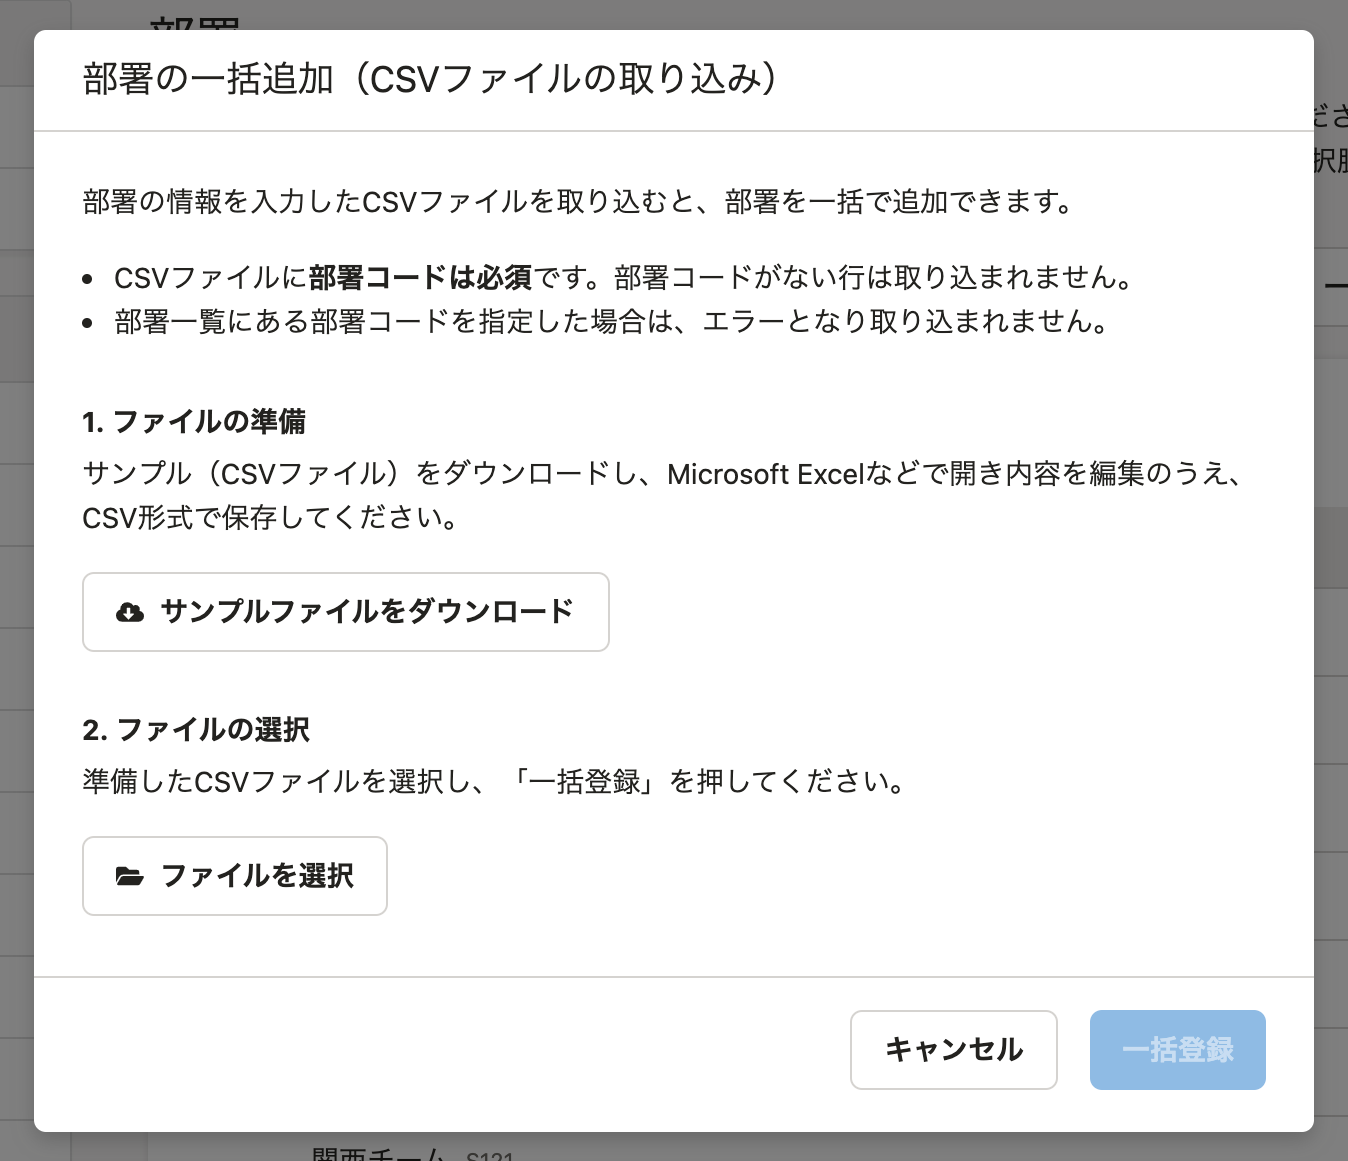 部署
部署の一括追加（CSVファイルの取り込み）
部署の情報を入力したCSVファイルを取り込むと、部署を一括で追加できます。
• CSVファイルに部署コードは必須です。部署コードがない行は取り込まれません。
• 部署一覧にある部署コードを指定した場合は、エラーとなり取り込まれません。
1. ファイルの準備
サンプル（CSVファイル）をダウンロードし、Microsoft Excelなどで開き内容を編集のうえ、
CSV形式で保存してください。
サンプルファイルをダウンロード
2. ファイルの選択
準備したCSVファイルを選択し、「一括登録」を押してください。
ファイルを選択
キャンセル
一括登録
関西チーム S121